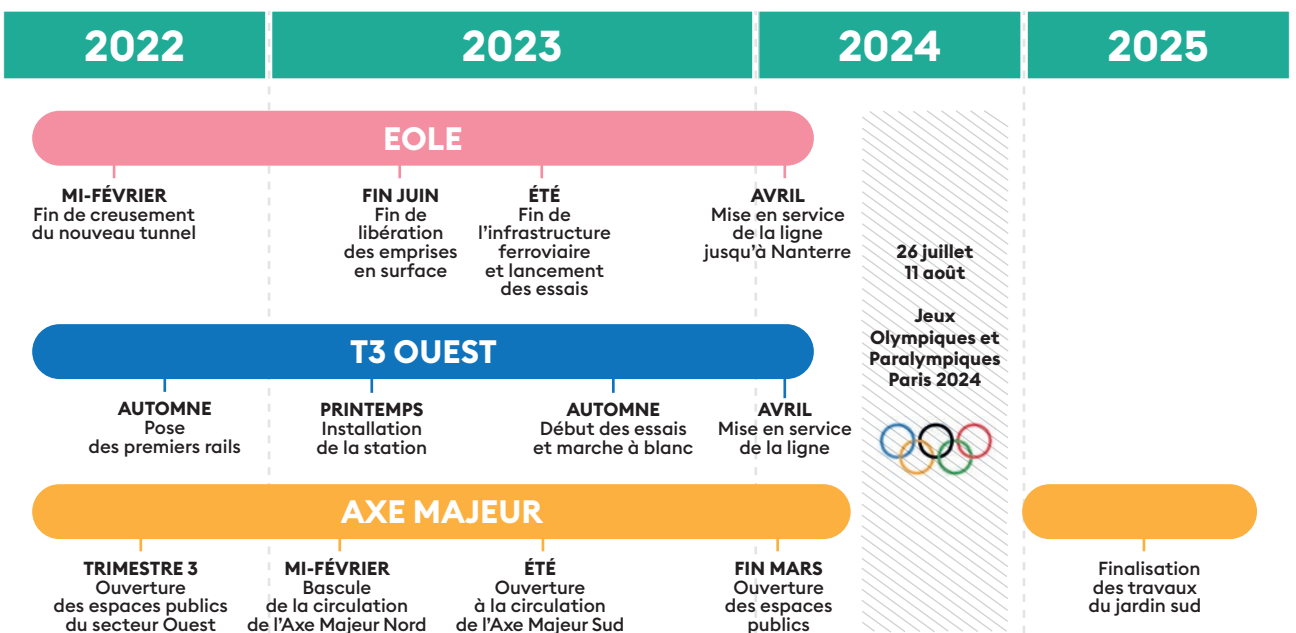 2022
2023
2024
2025
EOLE
MI-FÉVRIER
Fin de creusement
du nouveau tunnel
FIN JUIN
Fin de
libération
des emprises
en surface
ÉTÉ
Fin de
l'infrastructure
ferroviaire
et lancement
des essais
AVRIL
Mise en service
de la ligne
jusqu'à Nanterre
26 juillet
11 août
Jeux
Olympiques et
Paralympiques
Paris 2024
T3 OUEST
AUTOMNE
Pose
des premiers rails
PRINTEMPS
Installation
de la station
AUTOMNE
Début des essais
et marche à blanc
AVRIL
Mise en service
de la ligne
AXE MAJEUR
TRIMESTRE 3
Ouverture
des espaces publics
du secteur Ouest
MI-FÉVRIER
Bascule
de la circulation
de l'Axe Majeur Nord
ÉTÉ
Ouverture
à la circulation
de l'Axe Majeur Sud
FIN MARS
Ouverture
des espaces
publics
Finalisation
des travaux
du jardin sud